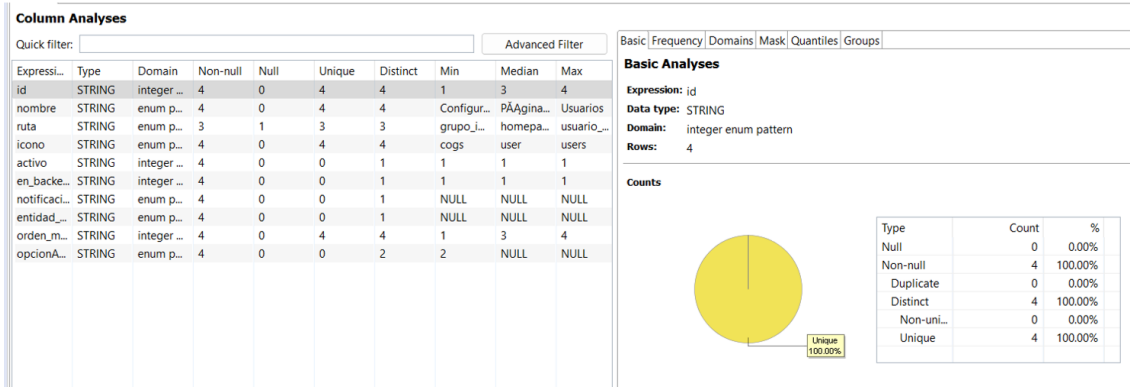 Column Analyses
Quick filter: Advanced Filter
Expressi... Type Domain Non-null Null Unique Distinct Min Median Max
id STRING integer ... 4 0 4 4 1 3 4
nombre STRING enum p... 4 0 4 4 Configur... PĂĄgina... Usuarios
ruta STRING enum p... 3 1 3 3 grupo_i... homepa... usuario_...
icono STRING enum p... 4 0 4 4 cogs user users
activo STRING integer ... 4 0 0 1 1 1 1
en_backe... STRING integer ... 4 0 0 1 1 1 1
notificaci... STRING enum p... 4 0 0 1 NULL NULL NULL
entidad_... STRING enum p... 4 0 0 1 NULL NULL NULL
orden_m... STRING integer ... 4 0 4 4 1 3 4
opcionA... STRING enum p... 4 0 0 2 2 NULL NULL
Basic Frequency Domains Mask Quantiles Groups
Basic Analyses
Expression: id
Data type: STRING
Domain: integer enum pattern
Rows: 4
Counts
Unique
100.00%
Type Count %
Null 0 0.00%
Non-null 4 100.00%
Duplicate 0 0.00%
Distinct 4 100.00%
Non-uni... 0 0.00%
Unique 4 100.00%